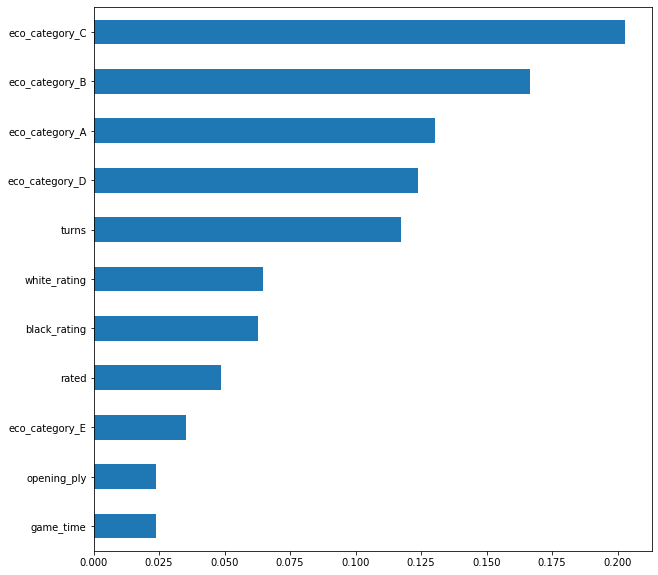 eco_category_C
eco_category_B
eco_category_A
eco_category_D
turns
white_rating
black_rating
rated
eco_category_E
opening_ply
game_time
0.000 0.025 0.050 0.075 0.100 0.125 0.150 0.175 0.200